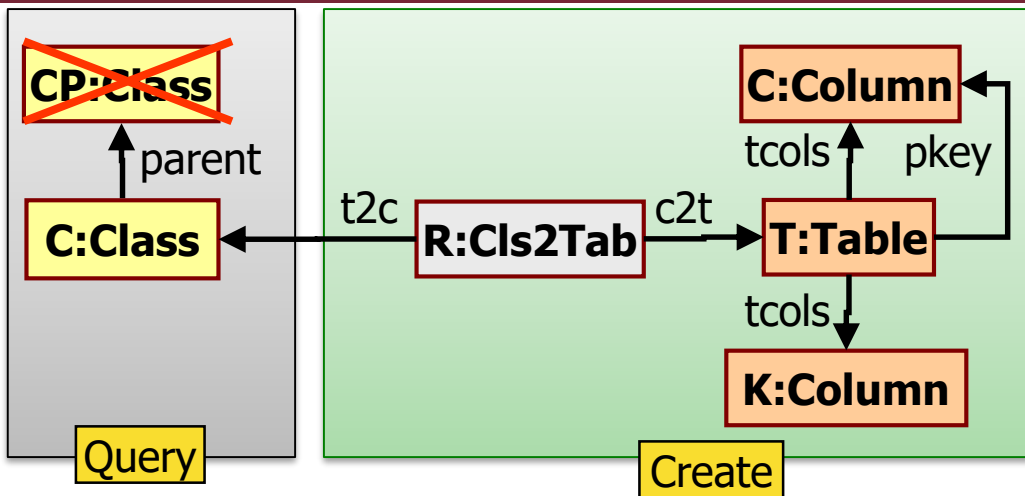 CP:Class
parent
C:Class
Query
t2c
R:Cls2Tab
c2t
C:Column
tcols
pkey
T:Table
tcols
K:Column
Create